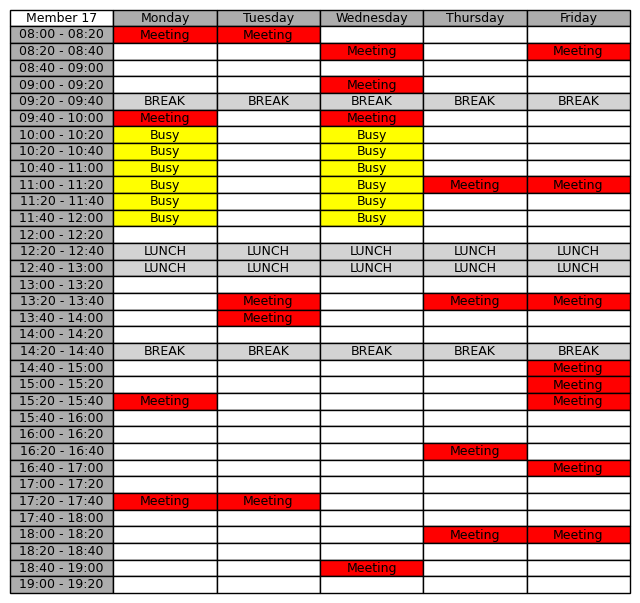 Member 17 Monday Tuesday Wednesday Thursday Friday
08:00 - 08:20 Meeting Meeting
08:20 - 08:40 Meeting Meeting
08:40 - 09:00
09:00 - 09:20 Meeting
09:20 - 09:40 BREAK BREAK BREAK BREAK BREAK
09:40 - 10:00 Meeting Meeting
10:00 - 10:20 Busy Busy
10:20 - 10:40 Busy Busy
10:40 - 11:00 Busy Busy
11:00 - 11:20 Busy Busy Meeting Meeting
11:20 - 11:40 Busy Busy
11:40 - 12:00 Busy Busy
12:00 - 12:20
12:20 - 12:40 LUNCH LUNCH LUNCH LUNCH LUNCH
12:40 - 13:00 LUNCH LUNCH LUNCH LUNCH LUNCH
13:00 - 13:20
13:20 - 13:40 Meeting Meeting Meeting
13:40 - 14:00 Meeting
14:00 - 14:20
14:20 - 14:40 BREAK BREAK BREAK BREAK BREAK
14:40 - 15:00 Meeting
15:00 - 15:20 Meeting
15:20 - 15:40 Meeting Meeting
15:40 - 16:00
16:00 - 16:20
16:20 - 16:40 Meeting
16:40 - 17:00 Meeting
17:00 - 17:20
17:20 - 17:40 Meeting Meeting
17:40 - 18:00
18:00 - 18:20 Meeting Meeting
18:20 - 18:40
18:40 - 19:00 Meeting
19:00 - 19:20